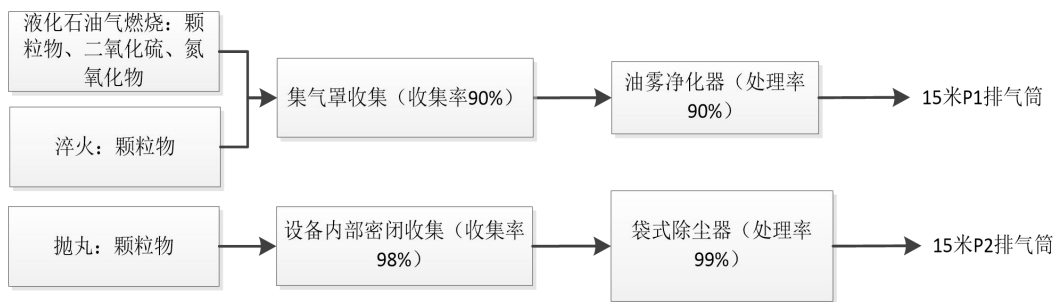 液化石油气燃烧：颗
粒物、二氧化硫、氮
氧化物
集气罩收集（收集率90%）
油雾净化器（处理率
90%）
15米P1排气筒
淬火：颗粒物
抛丸：颗粒物
设备内部密闭收集（收集率
98%）
袋式除尘器（处理率
99%）
15米P2排气筒